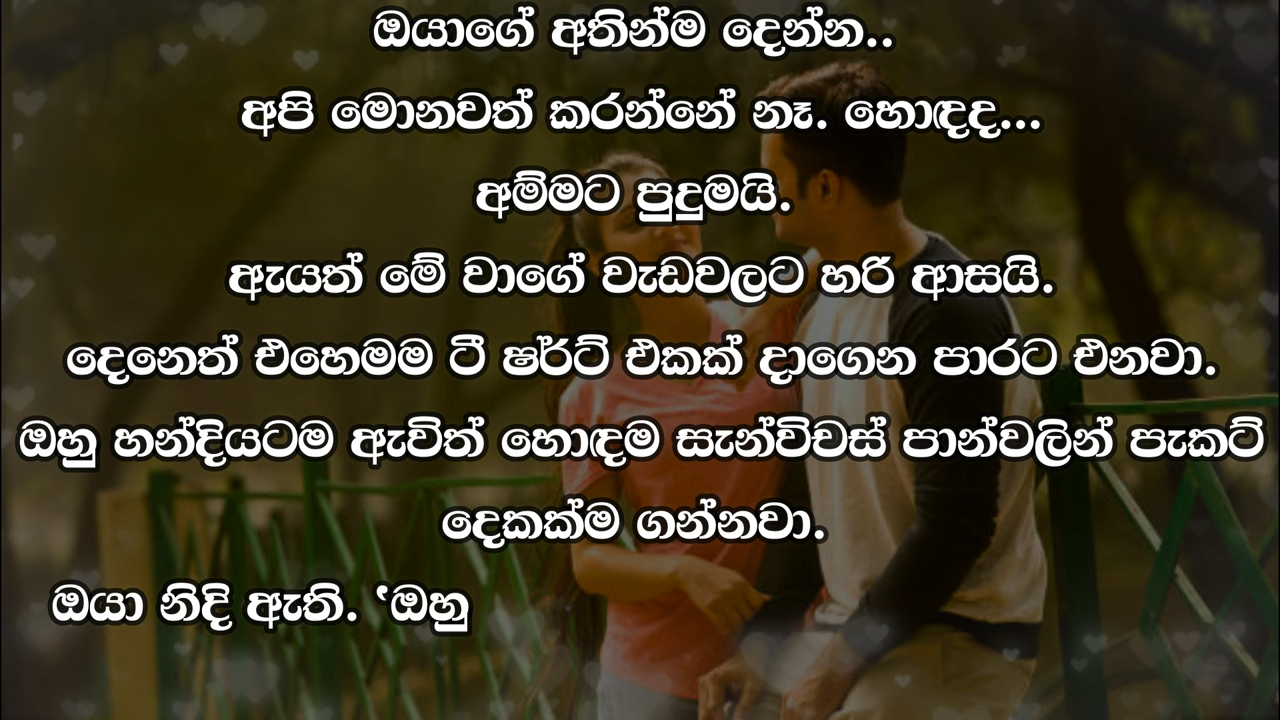 ඔයාගේ අතින්ම දෙන්න..
අපි මොනවත් කරන්නේ නෑ. හොඳද...
අම්මට පුදුමයි.
ඇයත් මේ වාගේ වැඩවලට හරි ආසයි.
දෙනෙත් එහෙමම ටී ෂර්ට් එකක් දාගෙන පාරට එනවා.
ඔහු හන්දියටම ඇවිත් හොඳම සැන්විචස් පාන්වලින් පැකට්
දෙකක්ම ගන්නවා.
ඔයා නිදි ඇති. ‛ඔහු